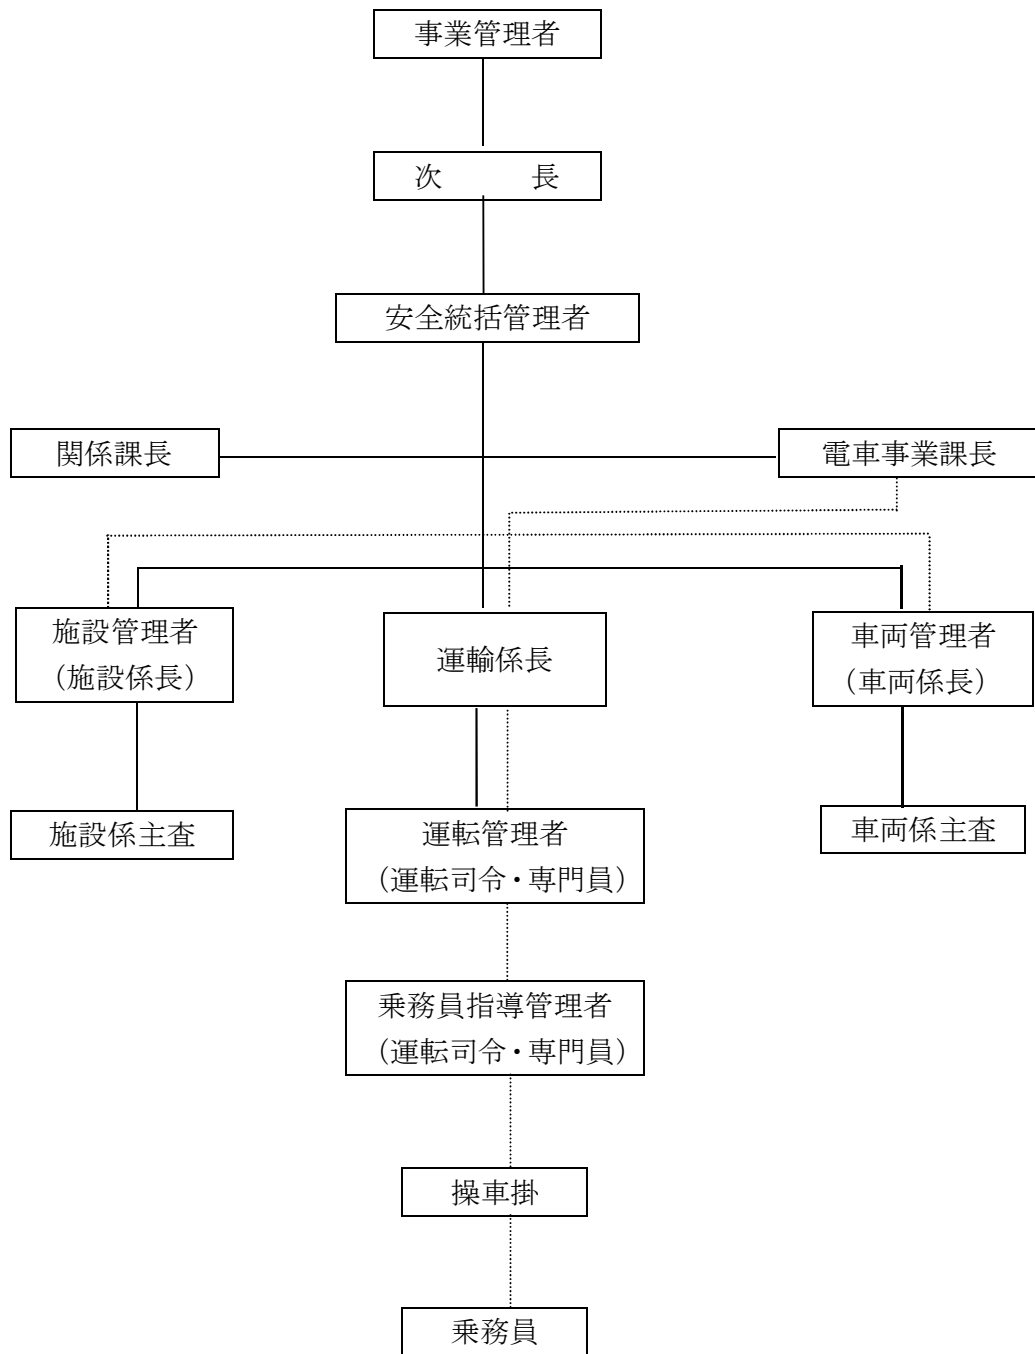 事業管理者
次　　　長
安全統括管理者
関係課長
電車事業課長
施設管理者
（施設係長）
運輸係長
車両管理者
（車両係長）
施設係主査
運転管理者
（運転司令・専門員）
車両係主査
乗務員指導管理者
（運転司令・専門員）
操車掛
乗務員